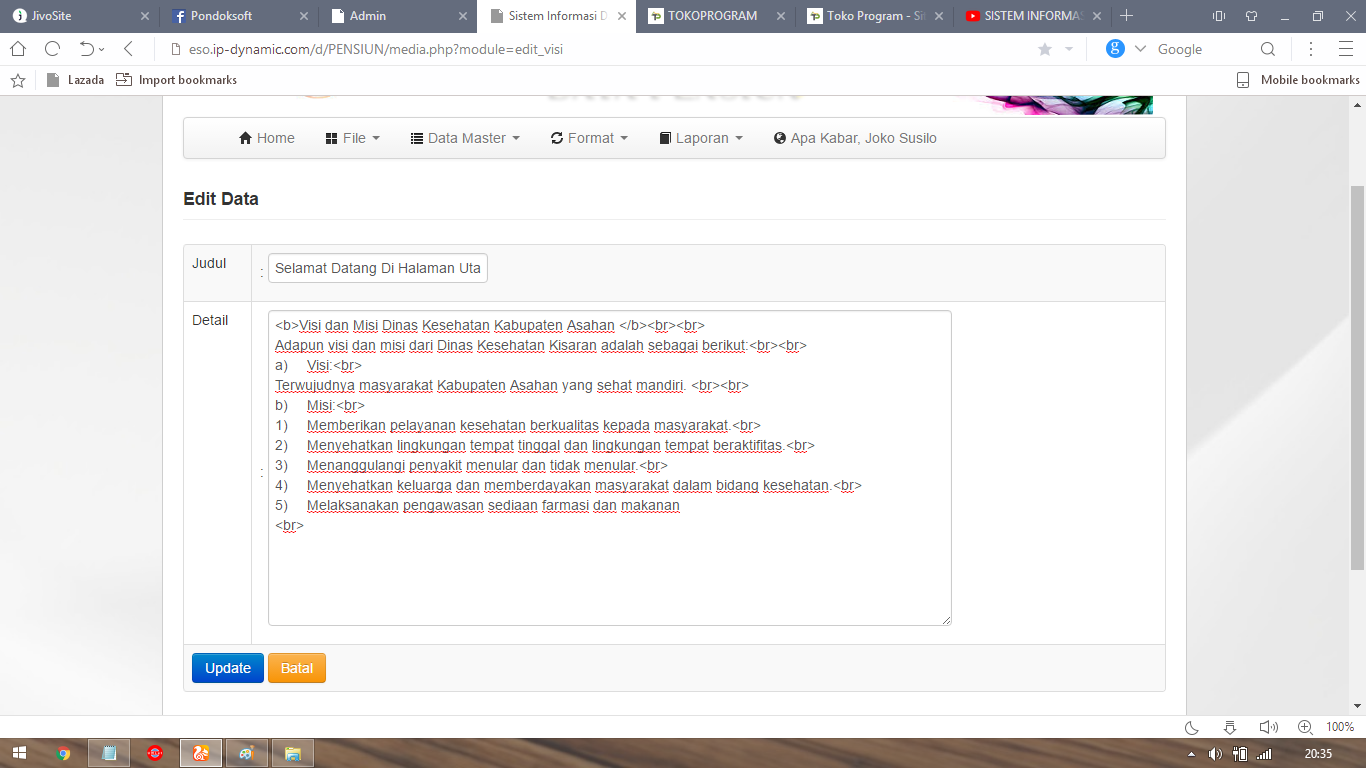 JivoSite
Pondoksoft
Admin
Sistem Informasi D
TOKOPROGRAM
Toko Program - Si
SISTEM INFORMA
eso.ip-dynamic.com/d/PENSIUN/media.php?module=edit_visi
Google
Lazada
Import bookmarks
Mobile bookmarks
Home
File
Data Master
Format
Laporan
Apa Kabar, Joko Susilo
Edit Data
Judul
: Selamat Datang Di Halaman Uta
Detail
:
<b>Visi dan Misi Dinas Kesehatan Kabupaten Asahan </b><br><br>
Adapun visi dan misi dari Dinas Kesehatan Kisaran adalah sebagai berikut:<br><br>
a) Visi:<br>
Terwujudnya masyarakat Kabupaten Asahan yang sehat mandiri. <br><br>
b) Misi:<br>
1) Memberikan pelayanan kesehatan berkualitas kepada masyarakat.<br>
2) Menyehatkan lingkungan tempat tinggal dan lingkungan tempat beraktifitas.<br>
3) Menanggulangi penyakit menular dan tidak menular.<br>
4) Menyehatkan keluarga dan memberdayakan masyarakat dalam bidang kesehatan.<br>
5) Melaksanakan pengawasan sediaan farmasi dan makanan
<br>
Update
Batal
100%
20:35